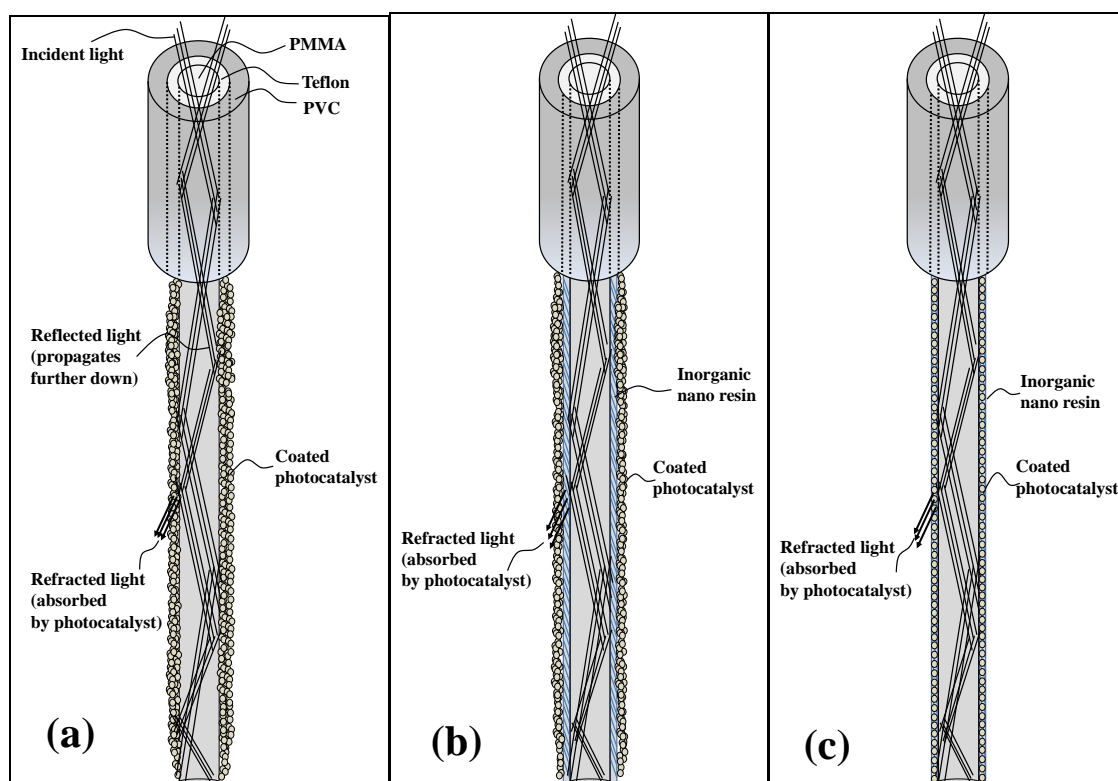 Incident light
PMMA
Teflon
PVC
Reflected light
(propagates
further down)
Coated
photocatalyst
Refracted light
(absorbed
by photocatalyst)
(a)
Inorganic
nano resin
Coated
photocatalyst
Refracted light
(absorbed
by photocatalyst)
(b)
Inorganic
nano resin
Coated
photocatalyst
Refracted light
(absorbed
by photocatalyst)
(c)